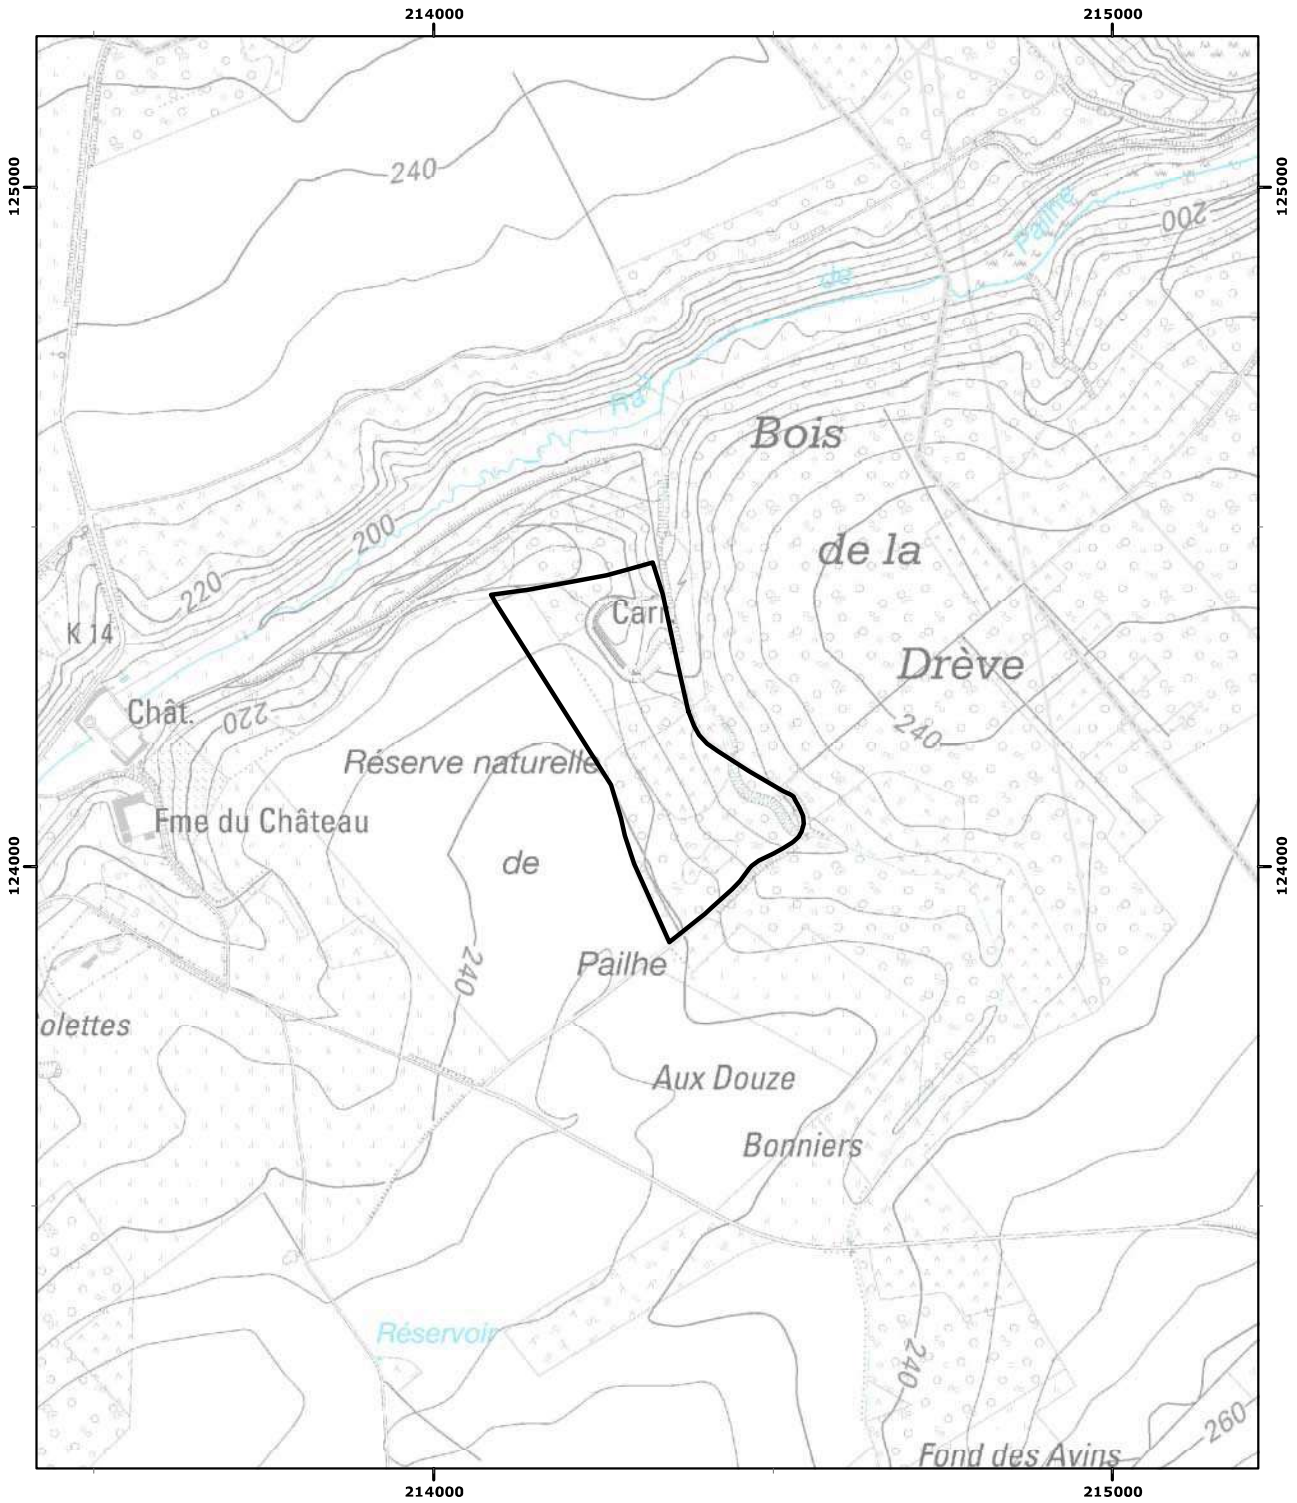 214000
215000
240
125000
125000
Pailhe
200
de
Rau
Bois
200
de la
220
Carr.
K 14
Drève
Chât.
220
240
Réserve naturelle
Fme du Château
de
124000
124000
Pailhe
240
olettes
Aux Douze
Bonniers
Réservoir
240
260
Fond des Avins
214000
215000